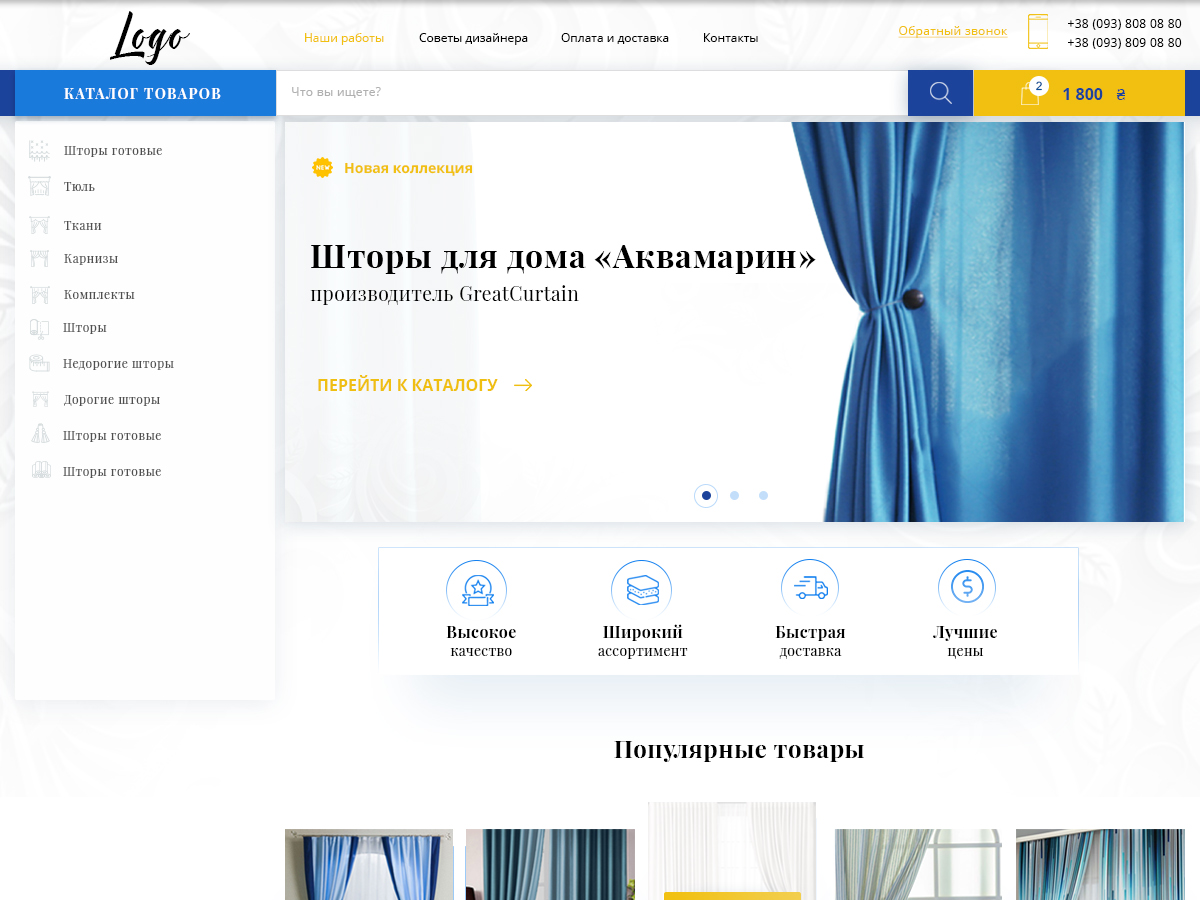 Logo
Наши работы
Советы дизайнера
Оплата и доставка
Контакты
Обратный звонок
+38 (093) 808 08 80
+38 (093) 809 08 80
КАТАЛОГ ТОВАРОВ
Что вы ищете?
2
1 800 ₴
Шторы готовые
Тюль
Ткани
Карнизы
Комплекты
Шторы
Недорогие шторы
Дорогие шторы
Шторы готовые
Шторы готовые
NEW
Новая коллекция
Шторы для дома «Аквамарин»
производитель GreatCurtain
ПЕРЕЙТИ К КАТАЛОГУ
Высокое
качество
Широкий
ассортимент
Быстрая
доставка
Лучшие
цены
Популярные товары